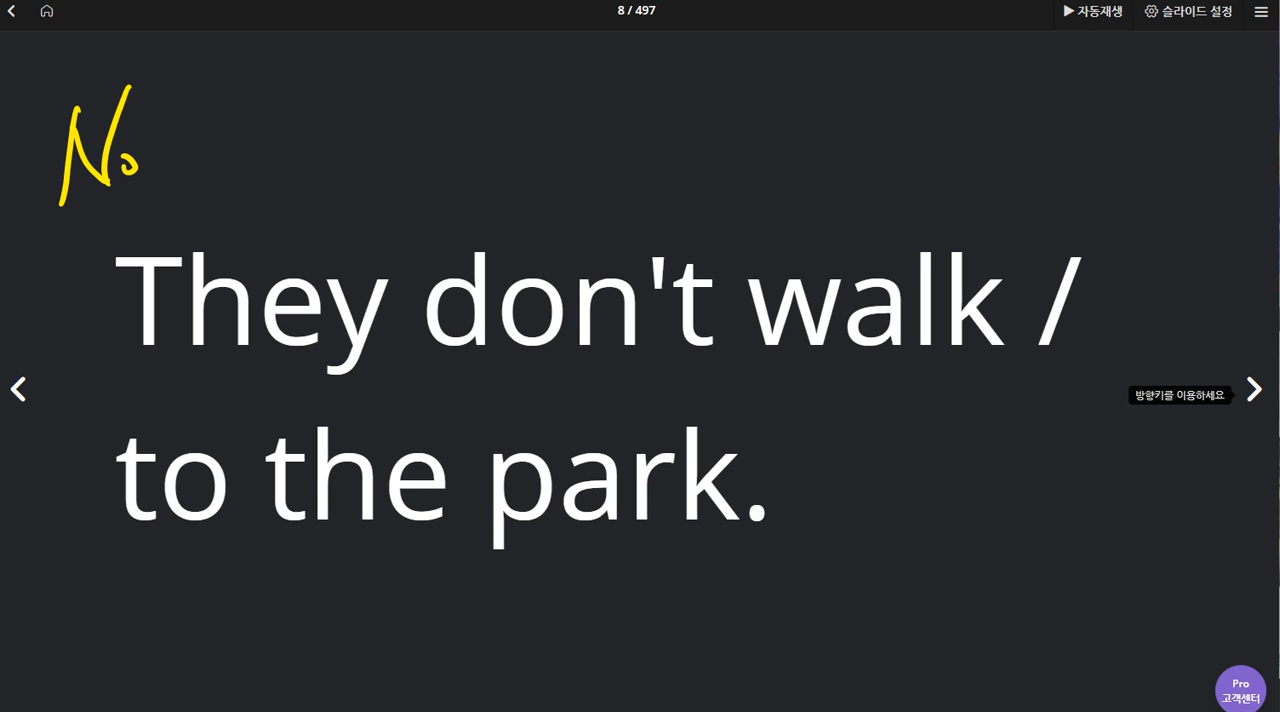 8 / 497
▶ 자동재생
슬라이드 설정
No
They don't walk /
to the park.
방향키를 이용하세요
Pro
고객센터